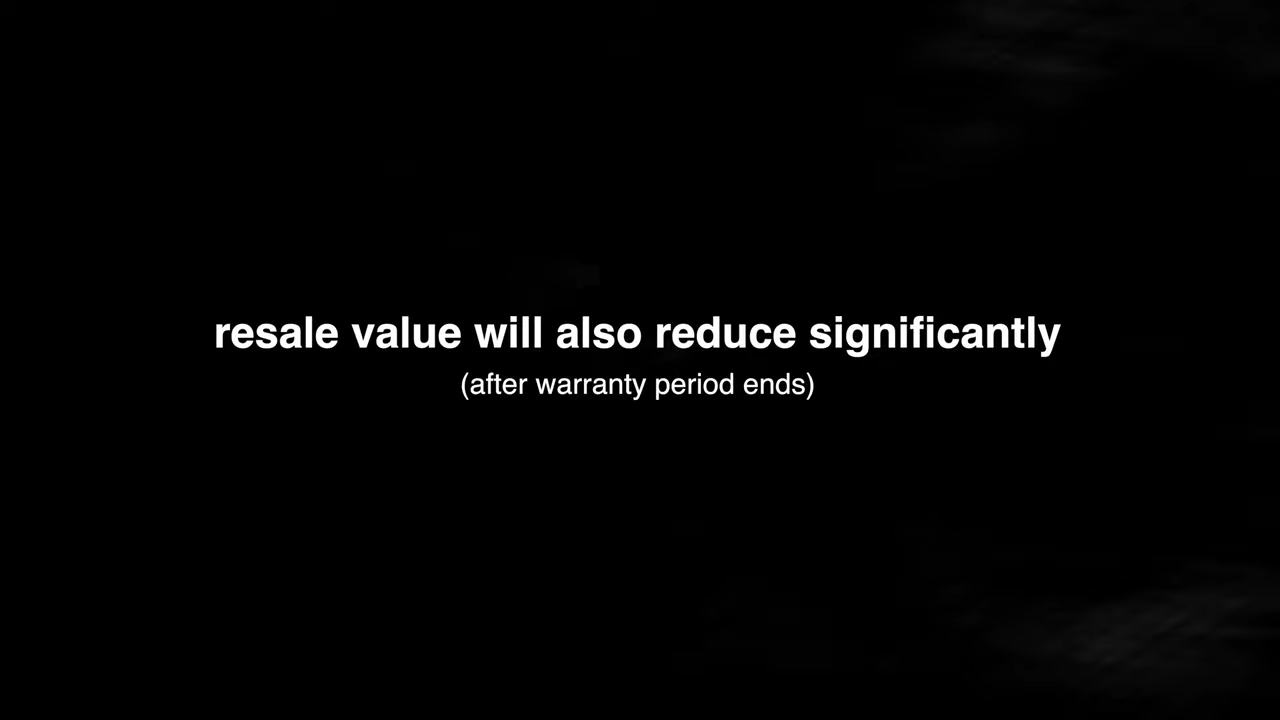 resale value will also reduce significantly
(after warranty period ends)